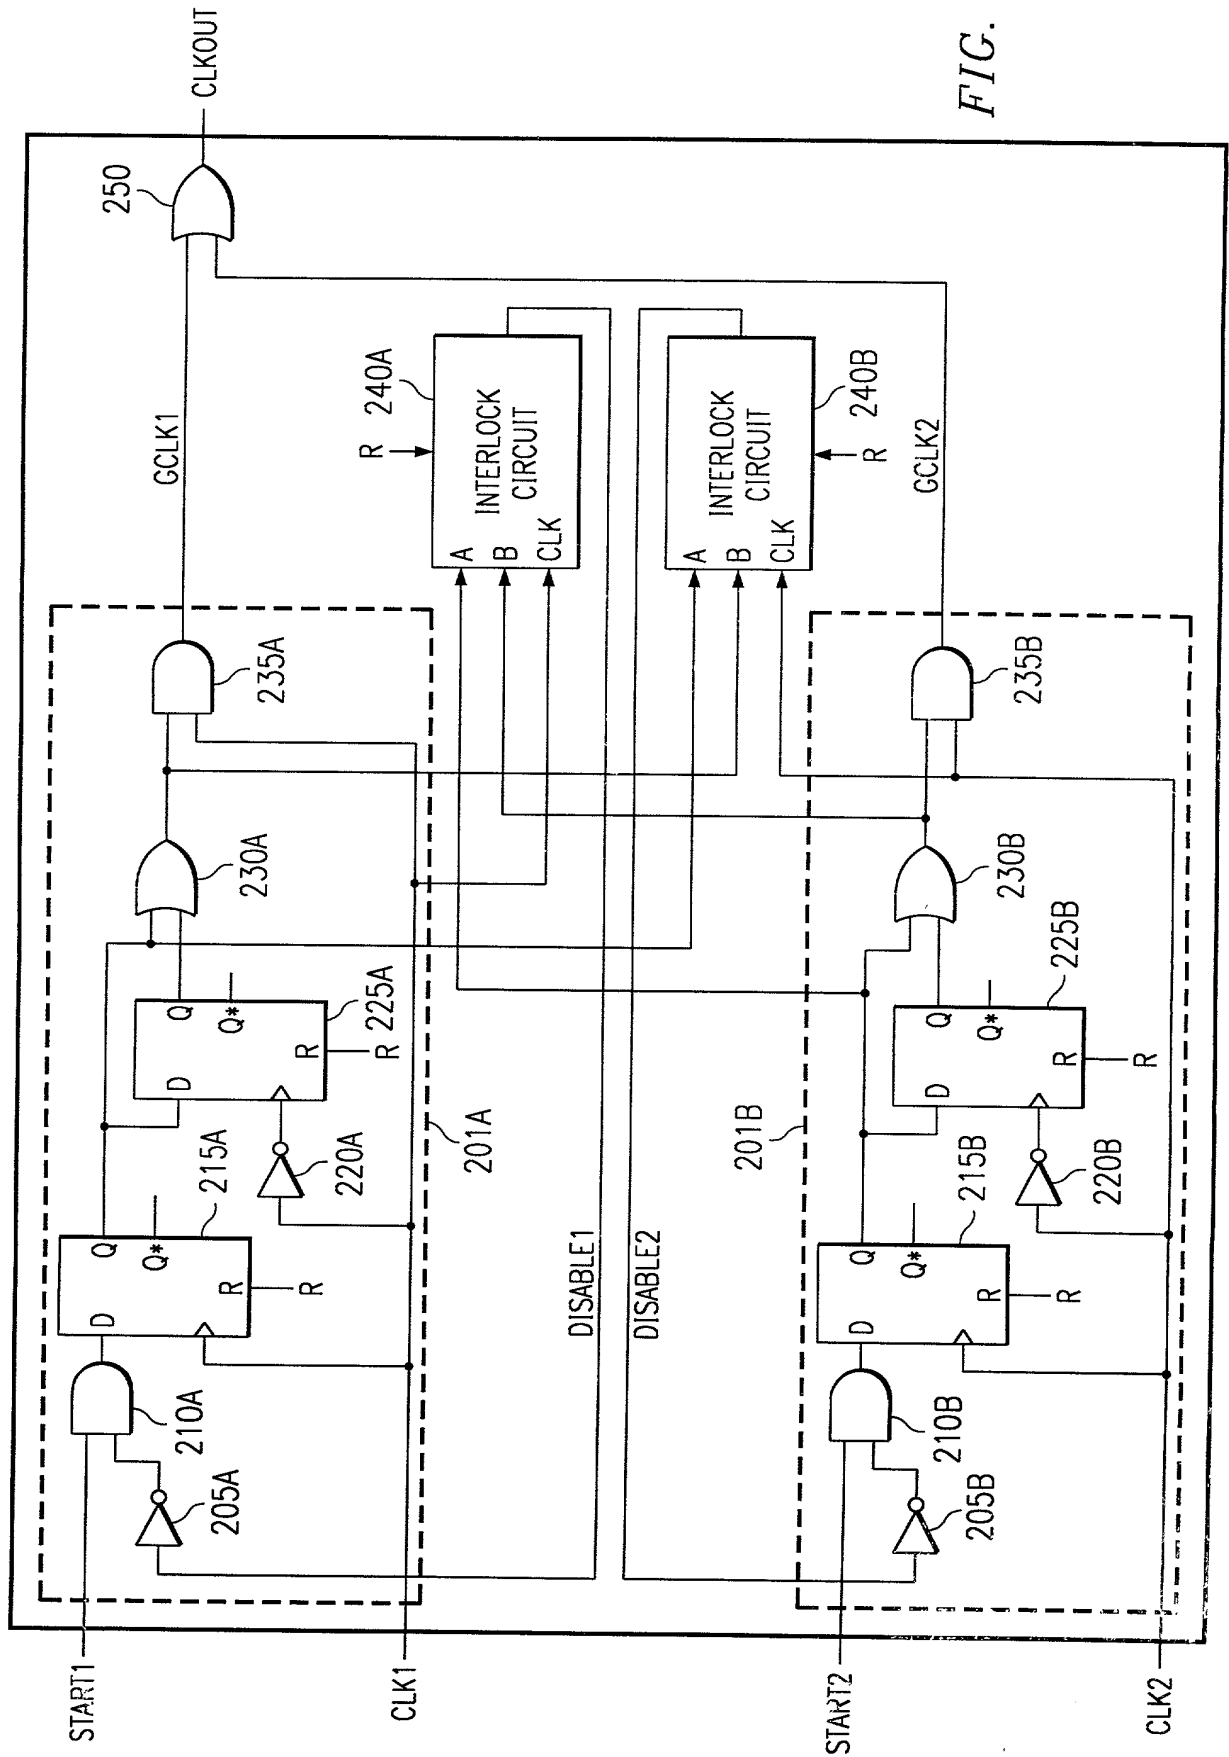 FIG.
START1
205A
210A
D
Q
Q*
R
R
215A
220A
D
Q
Q*
R
R
225A
230A
235A
GCLK1
250
CLKOUT
CLK1
201A
DISABLE1
DISABLE2
A
B
CLK
INTERLOCK
CIRCUIT
R
240A
A
B
CLK
INTERLOCK
CIRCUIT
R
240B
201B
START2
205B
210B
D
Q
Q*
R
R
215B
220B
D
Q
Q*
R
R
225B
230B
235B
GCLK2
CLK2